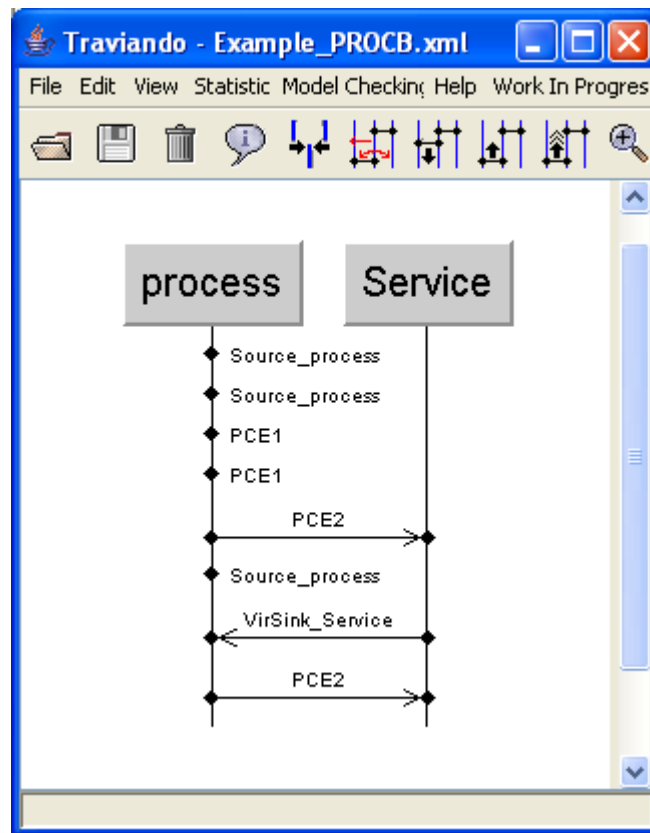 Traviando - Example_PROCB.xml
File Edit View Statistic Model Checking Help Work In Progres
process
Service
Source_process
Source_process
PCE1
PCE1
PCE2
Source_process
VirSink_Service
PCE2